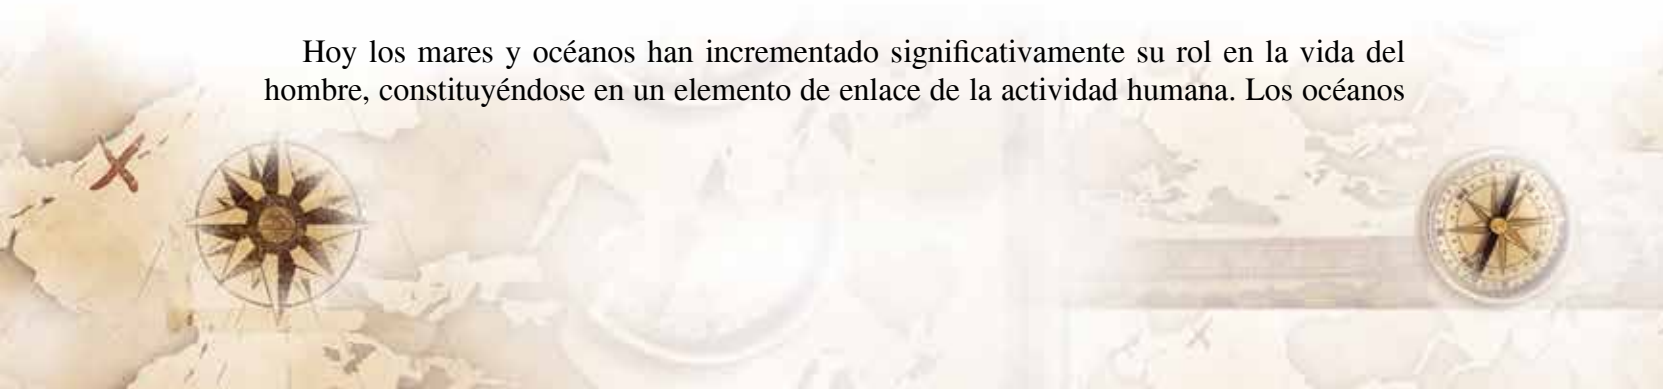 Hoy los mares y océanos han incrementado significativamente su rol en la vida del
hombre, constituyéndose en un elemento de enlace de la actividad humana. Los océanos